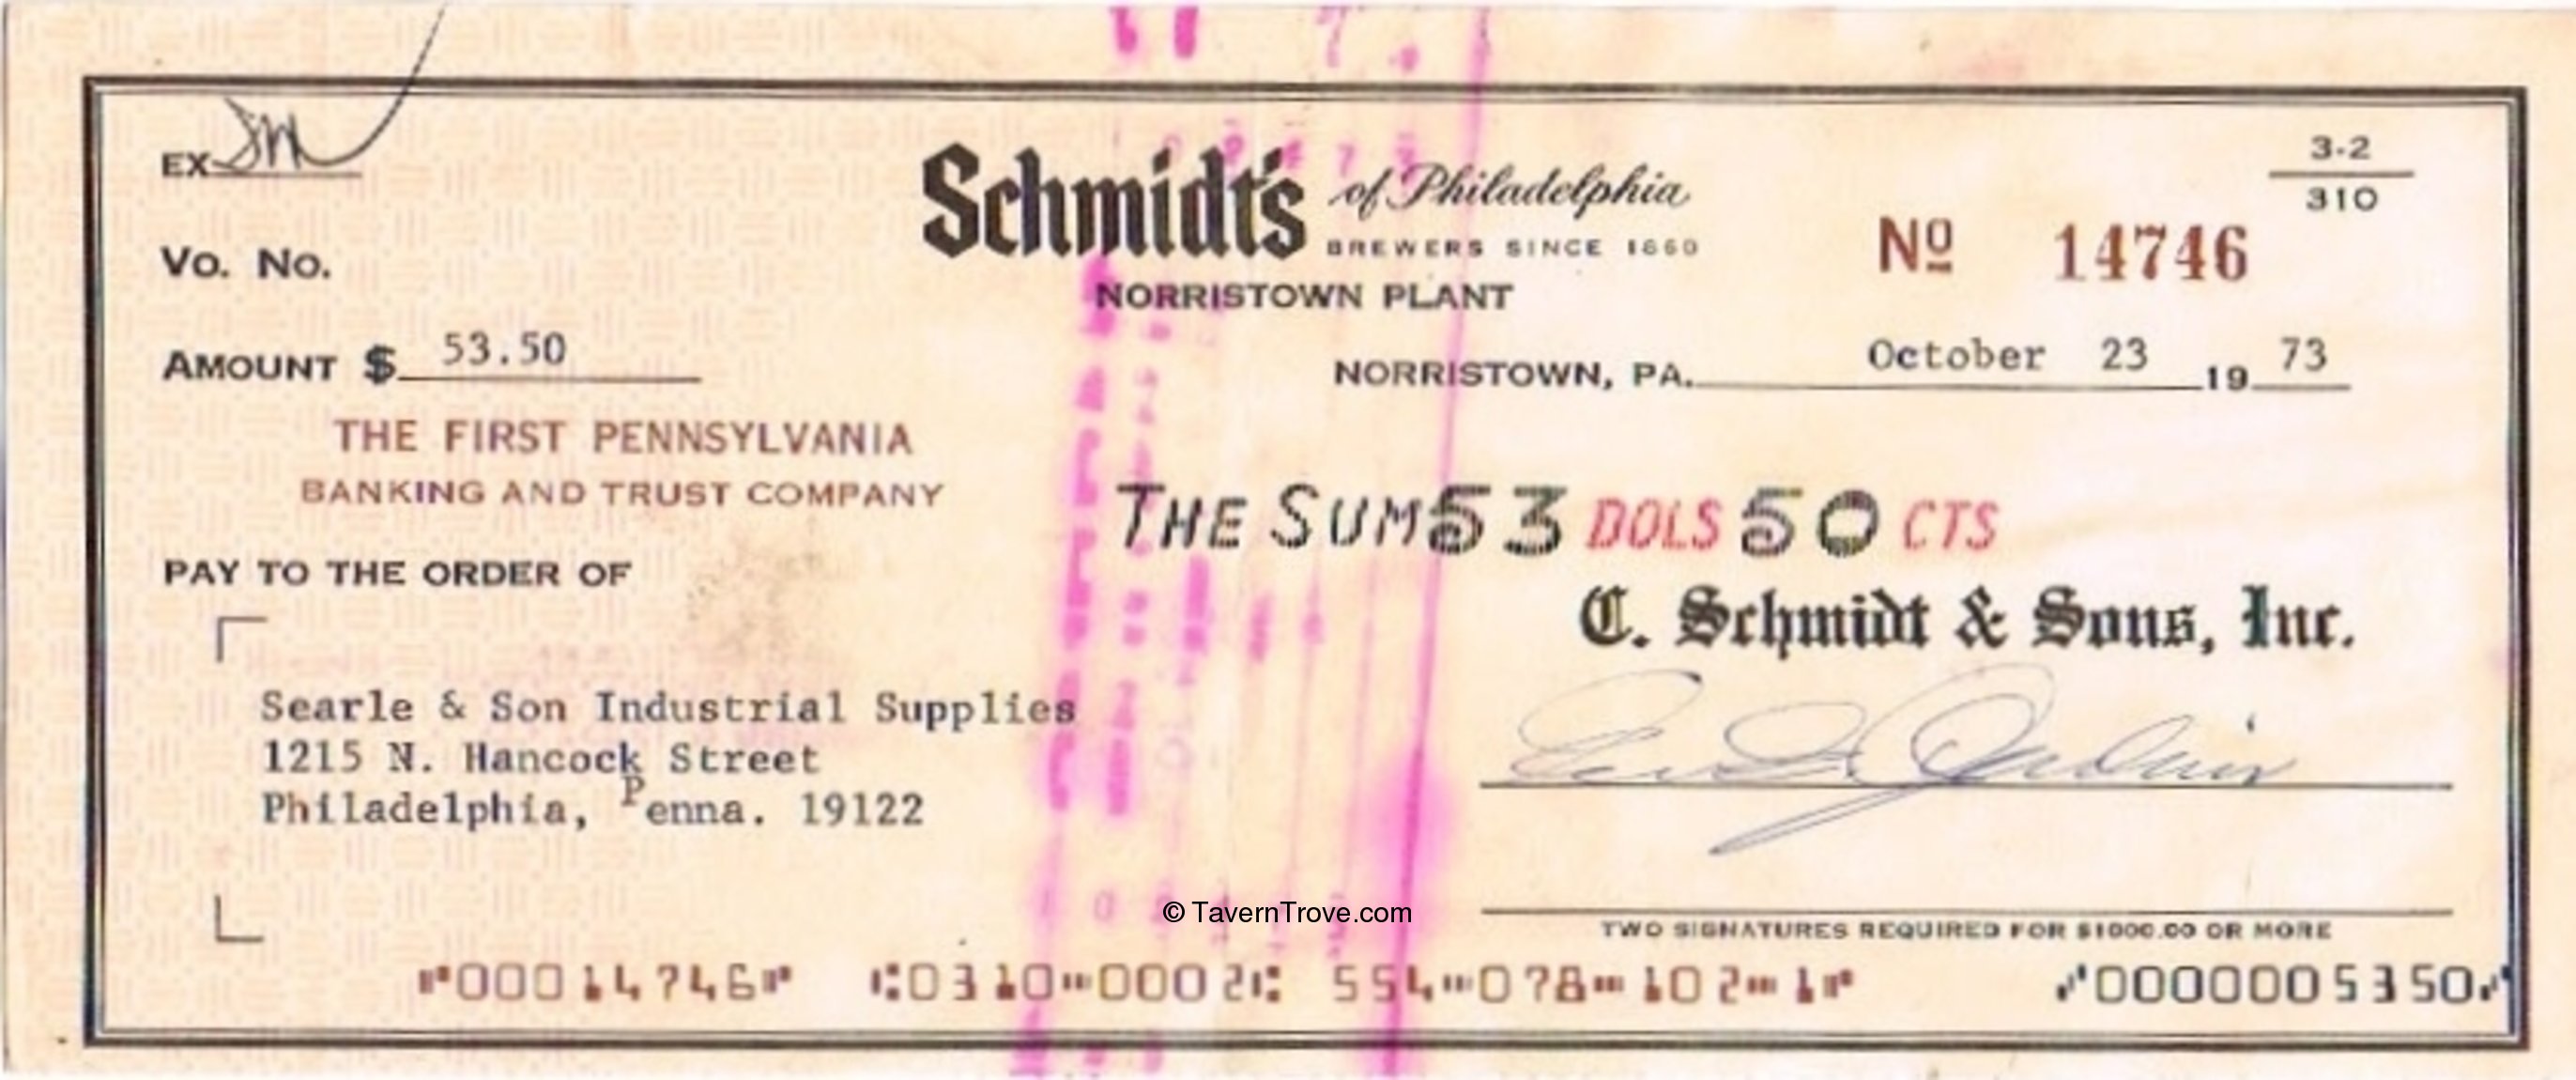 EX JM
3-2
310
Schmidt's of Philadelphia
BREWERS SINCE 1860
Nº 14746
Vo. No.
NORRISTOWN PLANT
AMOUNT $ 53.50
NORRISTOWN, PA. October 23 19 73
THE FIRST PENNSYLVANIA
BANKING AND TRUST COMPANY
THE SUM 53 DOLS 50 CTS
PAY TO THE ORDER OF
C. Schmidt & Sons, Inc.
Searle & Son Industrial Supplies
1215 N. Hancock Street
Philadelphia, Penna. 19122
© TavernTrove.com
TWO SIGNATURES REQUIRED FOR $1000.00 OR MORE
⑈00014746⑈ ⑆0310⑉0002⑆ 554⑉078⑉102⑉1⑈ ⑇0000005350⑇